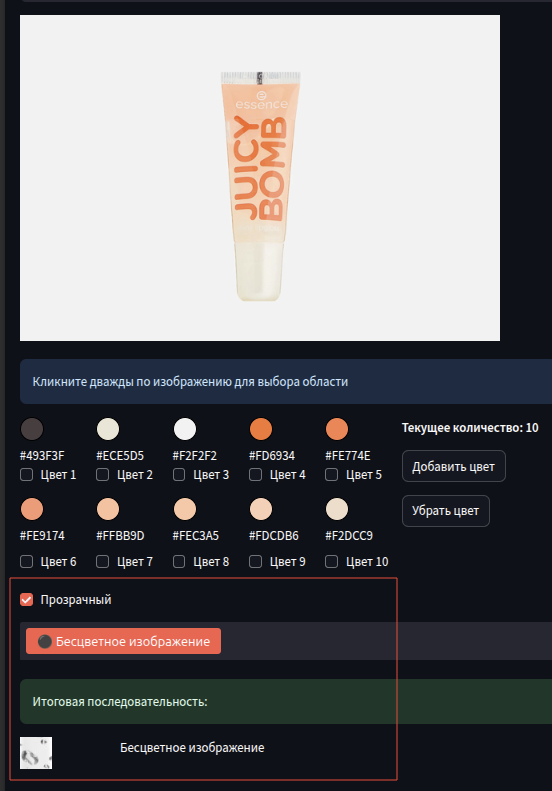 essence
JUICY
BOMB
Кликните дважды по изображению для выбора области
Текущее количество: 10
#493F3F #ECE5D5 #F2F2F2 #FD6934 #FE774E
Цвет 1 Цвет 2 Цвет 3 Цвет 4 Цвет 5
Добавить цвет
Убрать цвет
#FE9174 #FFBB9D #FEC3A5 #FDCDB6 #F2DCC9
Цвет 6 Цвет 7 Цвет 8 Цвет 9 Цвет 10
Прозрачный
Бесцветное изображение
Итоговая последовательность:
Бесцветное изображение